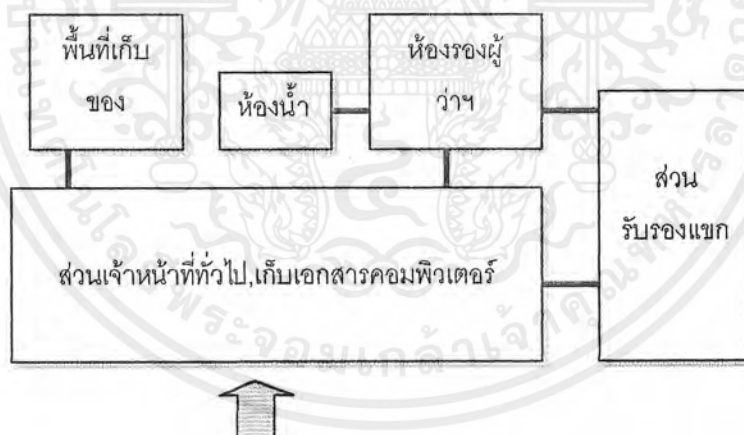 พื้นที่เก็บ
ของ
ห้องน้ำ
ห้องรองผู้
ว่าฯ
ส่วน
รับรองแขก
ส่วนเจ้าหน้าที่ทั่วไป,เก็บเอกสารคอมพิวเตอร์